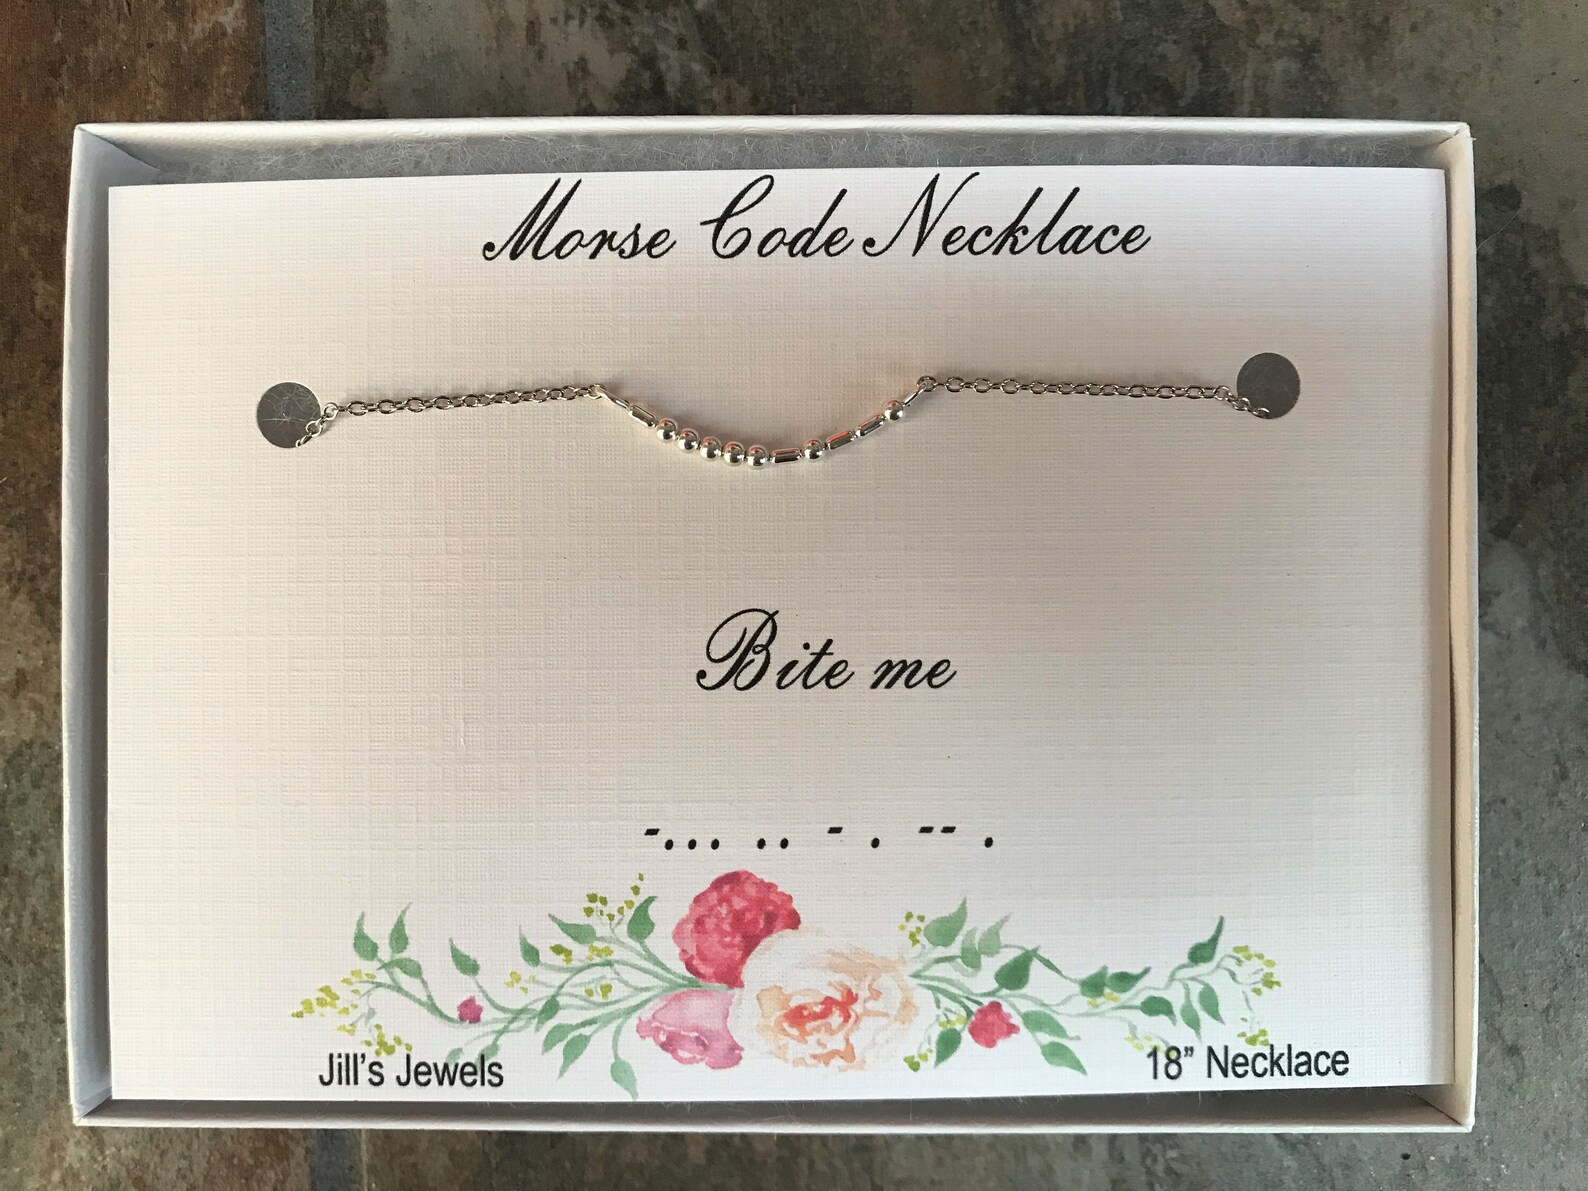 Morse Code Necklace
Bite me
-... .. - . -- .
Jill's Jewels
18" Necklace